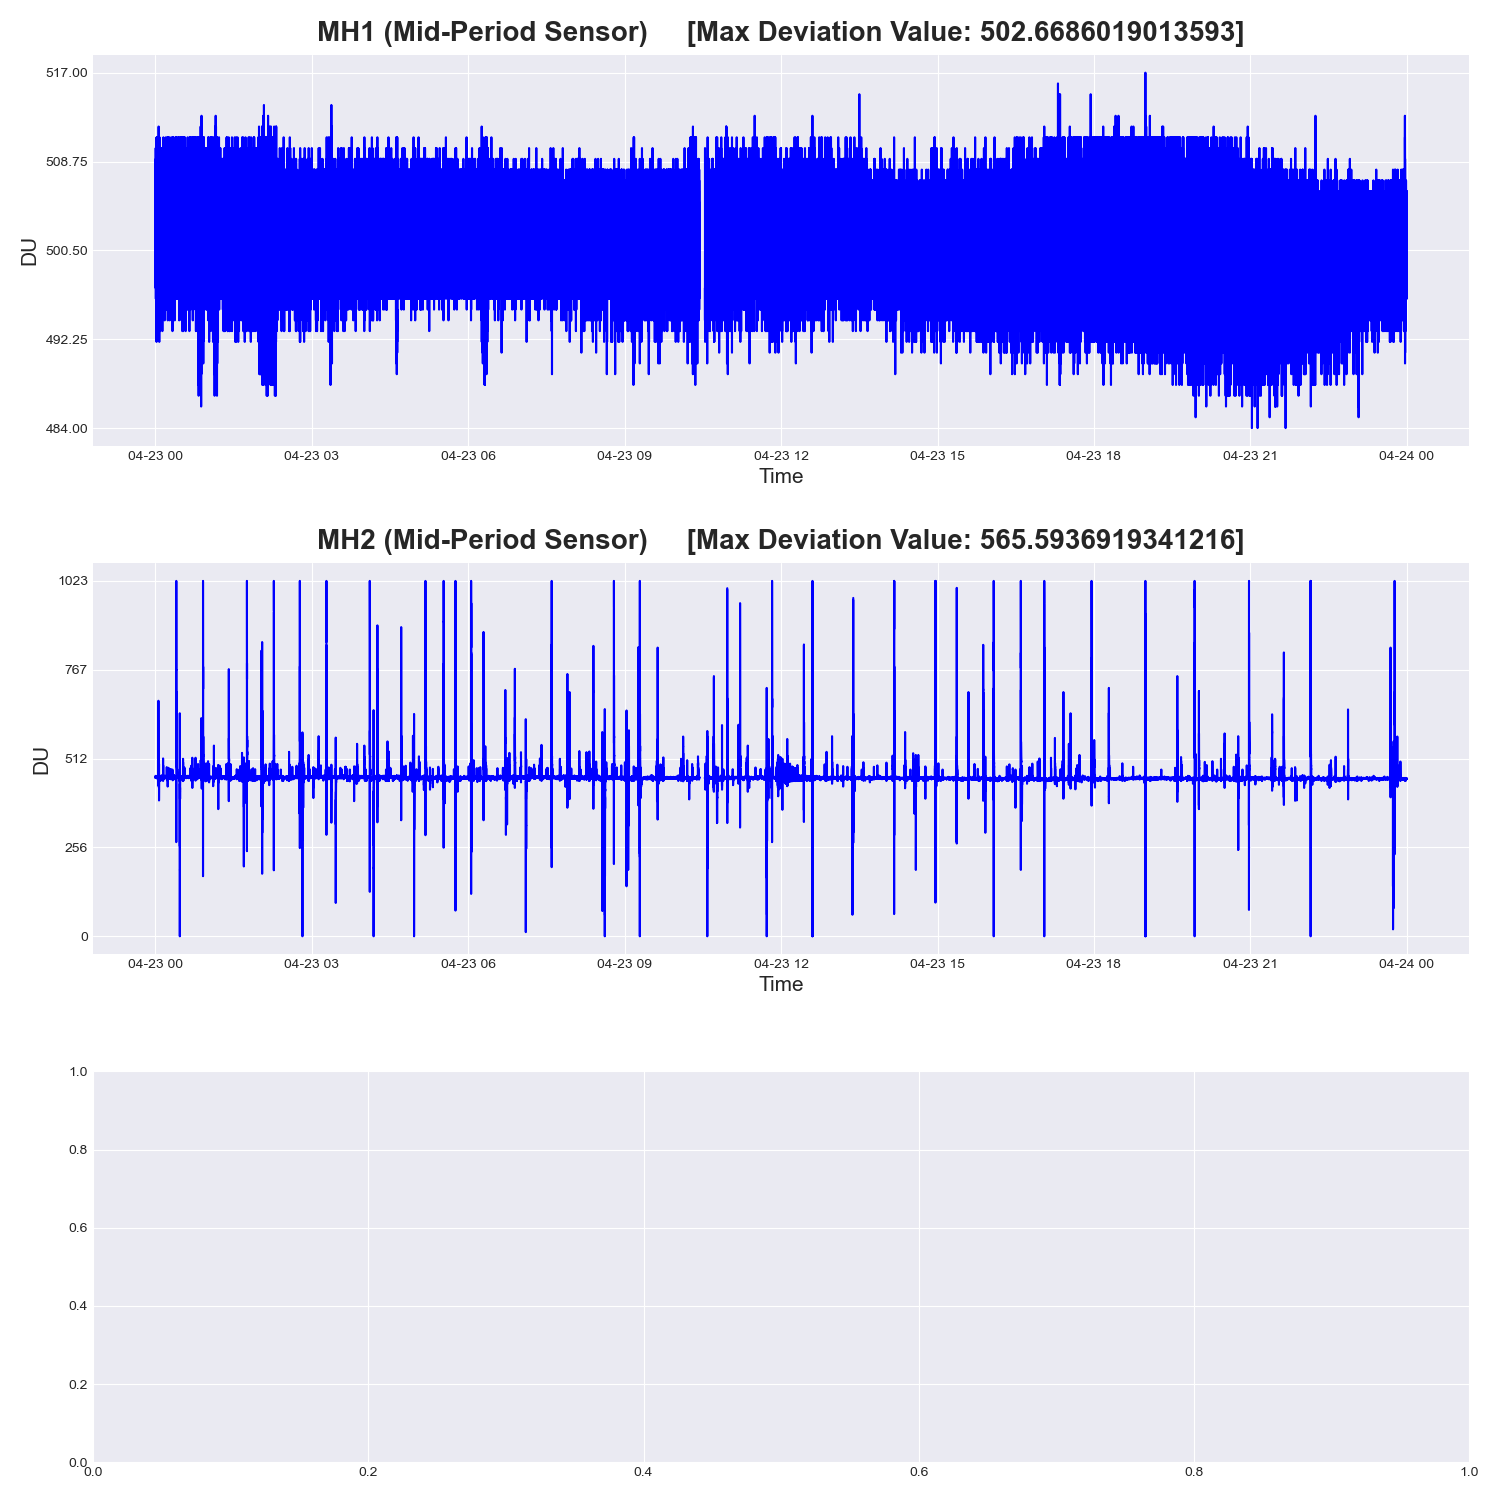 MH1 (Mid-Period Sensor) [Max Deviation Value: 502.6686019013593]
517.00
508.75
500.50
492.25
484.00
DU
04-23 00 04-23 03 04-23 06 04-23 09 04-23 12 04-23 15 04-23 18 04-23 21 04-24 00
Time
MH2 (Mid-Period Sensor) [Max Deviation Value: 565.5936919341216]
1023
767
512
256
0
DU
04-23 00 04-23 03 04-23 06 04-23 09 04-23 12 04-23 15 04-23 18 04-23 21 04-24 00
Time
1.0
0.8
0.6
0.4
0.2
0.0
0.0 0.2 0.4 0.6 0.8 1.0